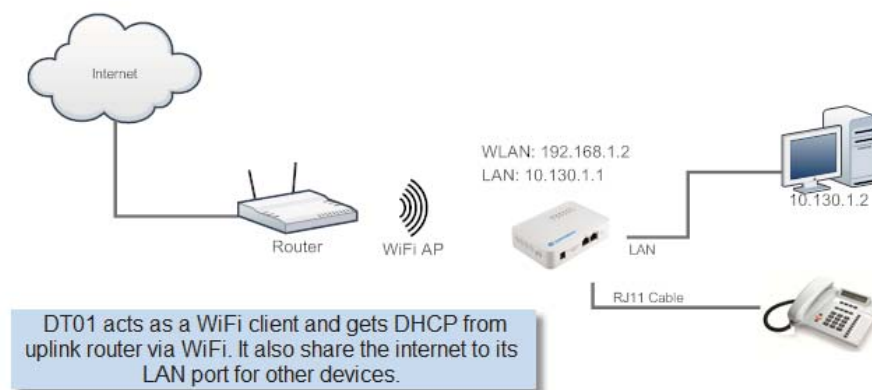 Internet
WLAN: 192.168.1.2
LAN: 10.130.1.1
10.130.1.2
Router
WiFi AP
LAN
RJ11 Cable
DT01 acts as a WiFi client and gets DHCP from
uplink router via WiFi. It also share the internet to its
LAN port for other devices.